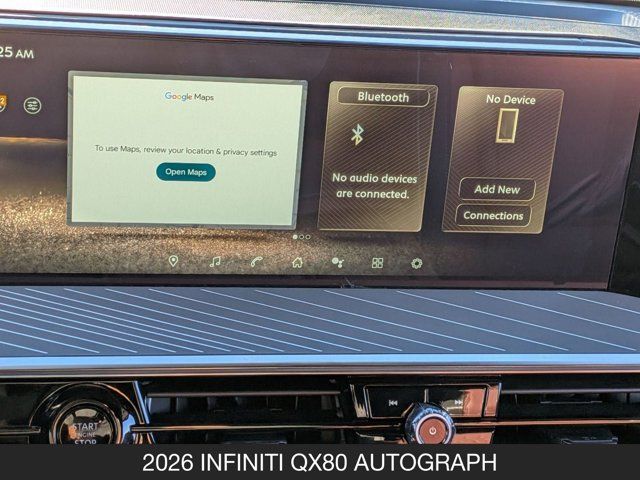 25 AM
Google Maps
To use Maps, review your location & privacy settings
Open Maps
Bluetooth
No audio devices
are connected.
No Device
Add New
Connections
START
ENGINE
STOP
2026 INFINITI QX80 AUTOGRAPH